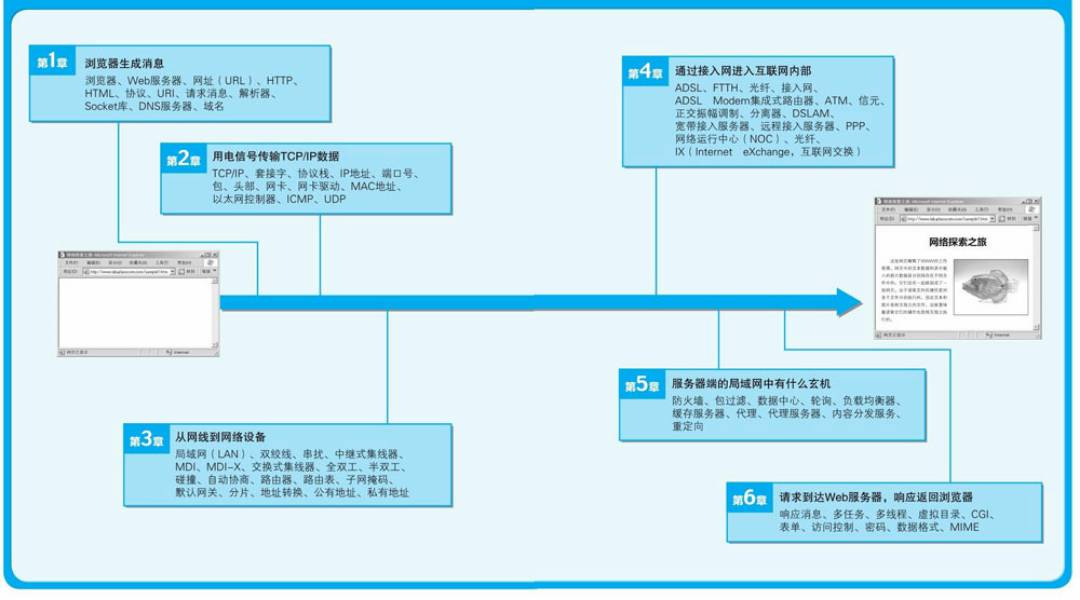 第1章 浏览器生成消息
浏览器、Web服务器、网址（URL）、HTTP、
HTML、协议、URI、请求消息、解析器、
Socket库、DNS服务器、域名
第2章 用电信号传输TCP/IP数据
TCP/IP、套接字、协议栈、IP地址、端口号、
包、头部、网卡、网卡驱动、MAC地址、
以太网控制器、ICMP、UDP
第3章 从网线到网络设备
局域网（LAN）、双绞线、串扰、中继式集线器、
MDI、MDI-X、交换式集线器、全双工、半双工、
碰撞、自动协商、路由器、路由表、子网掩码、
默认网关、分片、地址转换、公有地址、私有地址
第4章 通过接入网进入互联网内部
ADSL、FTTH、光纤、接入网、
ADSL Modem集成式路由器、ATM、信元、
正交振幅调制、分离器、DSLAM、
宽带接入服务器、远程接入服务器、PPP、
网络运行中心（NOC）、光纤、
IX（Internet eXchange，互联网交换）
网络探索之旅
第5章 服务器端的局域网中有什么玄机
防火墙、包过滤、数据中心、轮询、负载均衡器、
缓存服务器、代理、代理服务器、内容分发服务、
重定向
第6章 请求到达Web服务器，响应返回浏览器
响应消息、多任务、多线程、虚拟目录、CGI、
表单、访问控制、密码、数据格式、MIME